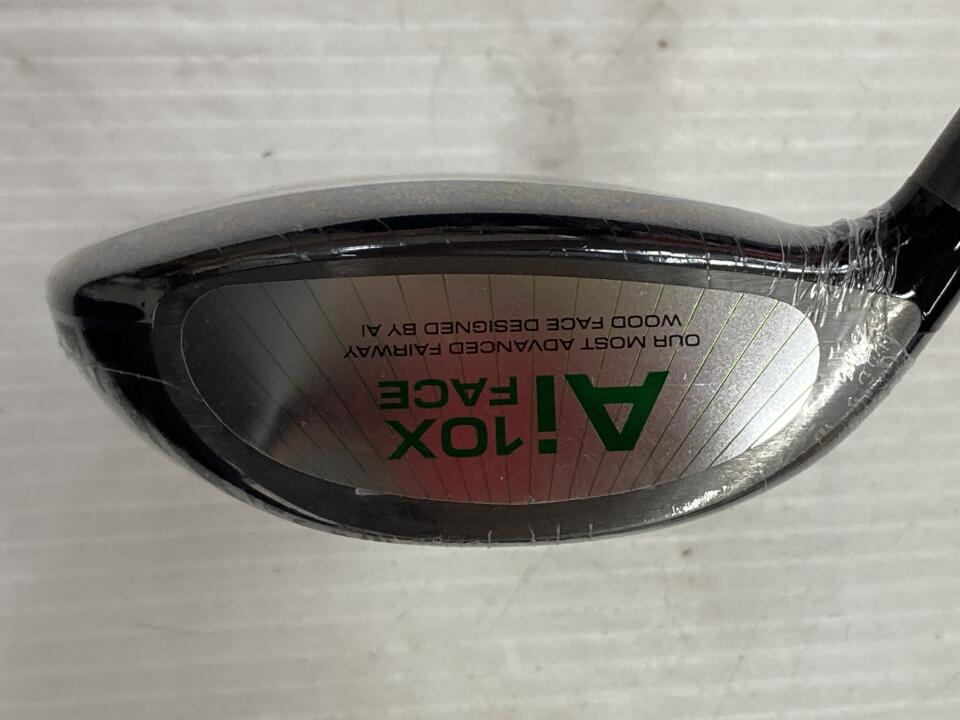 Ai 10X
FACE
OUR MOST ADVANCED FAIRWAY
WOOD FACE DESIGNED BY AI